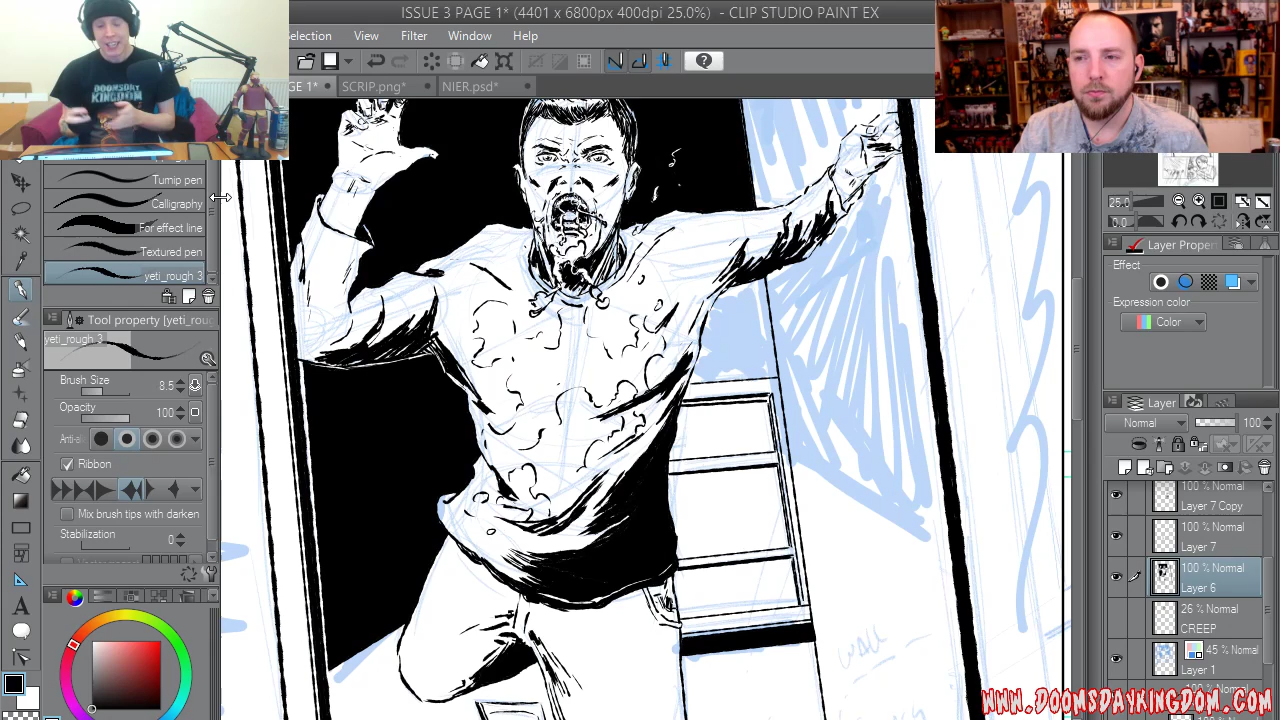 ISSUE 3 PAGE 1* (4401 x 6800px 400dpi 25.0%) - CLIP STUDIO PAINT EX
election View Filter Window Help
GE 1* SCRIP.png* NIER.psd*
DOOMSDAY
KINGDOM
Turnip pen
Calligraphy
For effect line
Textured pen
yeti_rough 3
Tool property [yeti_roug
yeti_rough 3
Brush Size 8.5
Opacity 100
Anti-al
Ribbon
Mix brush tips with darken
Stabilization 0
25.0
0.0
Layer Proper
Effect
Expression color
Color
Layer
Normal 100
100 % Normal
Layer 7 Copy
100 % Normal
Layer 7
100 % Normal
Layer 6
26 % Normal
CREEP
45 % Normal
Layer 1
WALL
WWW.DOOMSDAYKINGDOM.COM